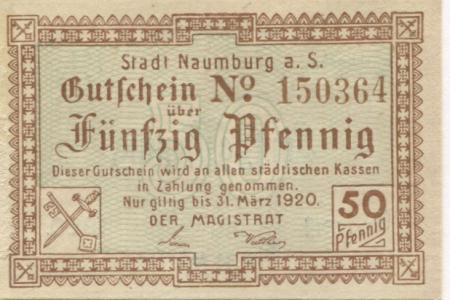 Stadt Naumburg a. S.
Gutschein No. 150364
über
Fünfzig Pfennig
Dieser Gutschein wird an allen städtischen Kassen
in Zahlung genommen.
Nur giltig bis 31. März 1920.
DER MAGISTRAT
50
Pfennig